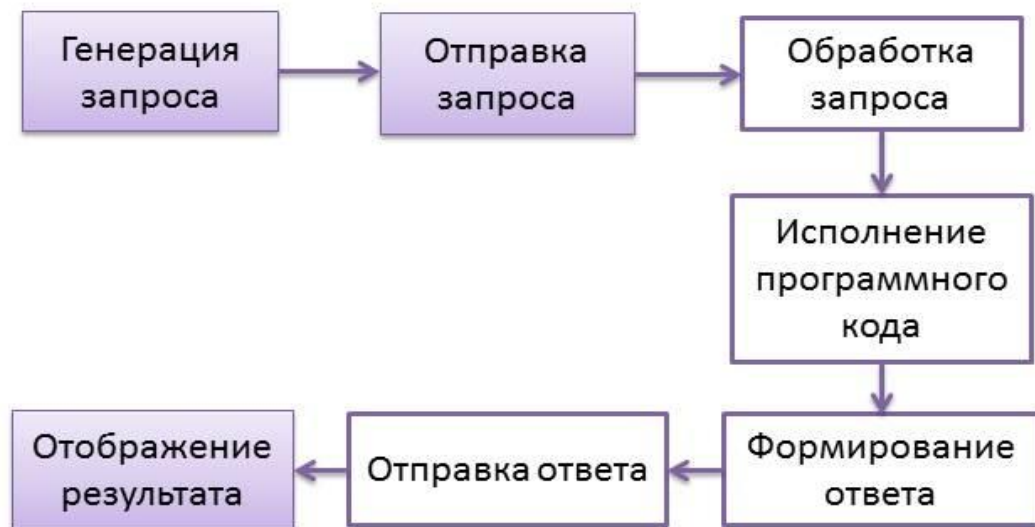 Генерация
запроса
Отправка
запроса
Обработка
запроса
Исполнение
программного
кода
Формирование
ответа
Отправка ответа
Отображение
результата